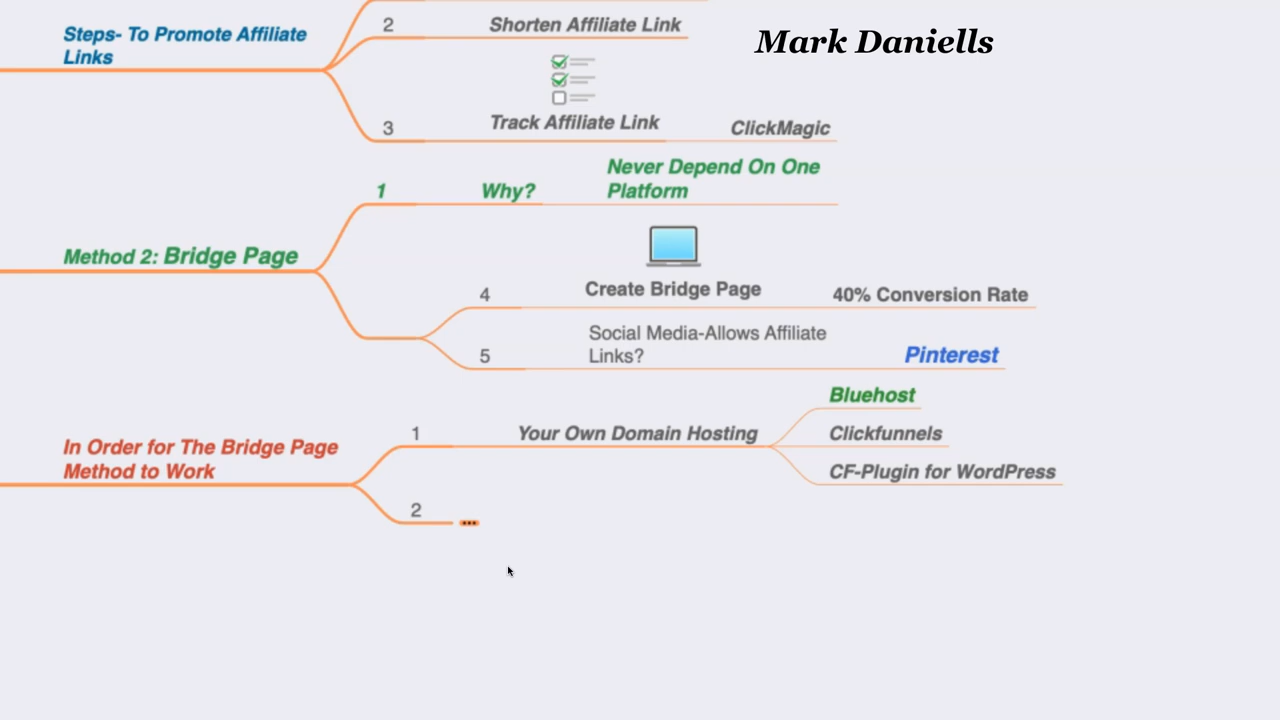 Steps- To Promote Affiliate
Links
2
Shorten Affiliate Link
Mark Daniells
3
Track Affiliate Link
ClickMagic
Method 2: Bridge Page
1
Why?
Never Depend On One
Platform
4
Create Bridge Page
40% Conversion Rate
5
Social Media-Allows Affiliate
Links?
Pinterest
In Order for The Bridge Page
Method to Work
1
Your Own Domain Hosting
Bluehost
Clickfunnels
CF-Plugin for WordPress
2